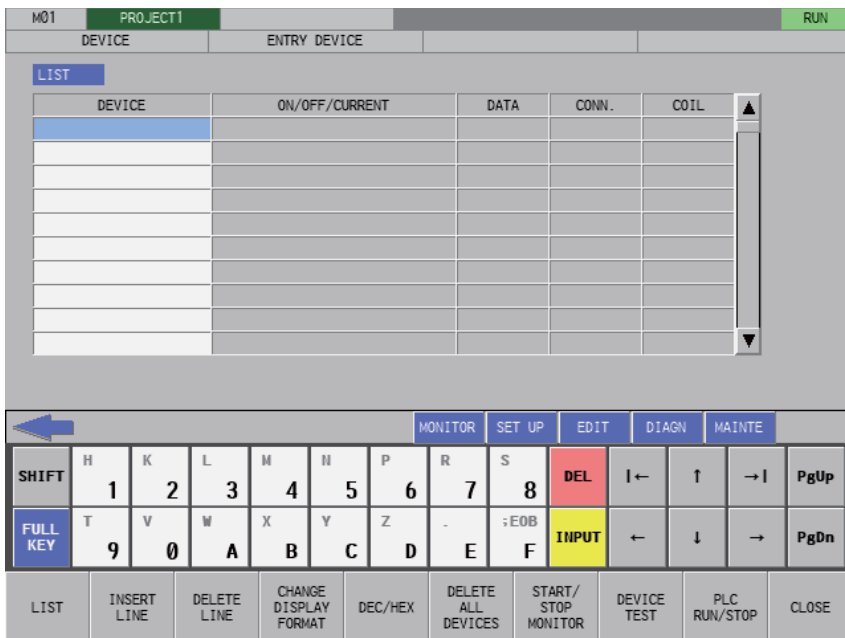 M01 PROJECT1 RUN
DEVICE ENTRY DEVICE
LIST
DEVICE ON/OFF/CURRENT DATA CONN. COIL
MONITOR SET UP EDIT DIAGN MAINTE
SHIFT H 1 K 2 L 3 M 4 N 5 P 6 R 7 S 8 DEL |← ↑ →| PgUp
FULL KEY T 9 V 0 W A X B Y C Z D . E ;EOB F INPUT ← ↓ → PgDn
LIST INSERT LINE DELETE LINE CHANGE DISPLAY FORMAT DEC/HEX DELETE ALL DEVICES START/STOP MONITOR DEVICE TEST PLC RUN/STOP CLOSE